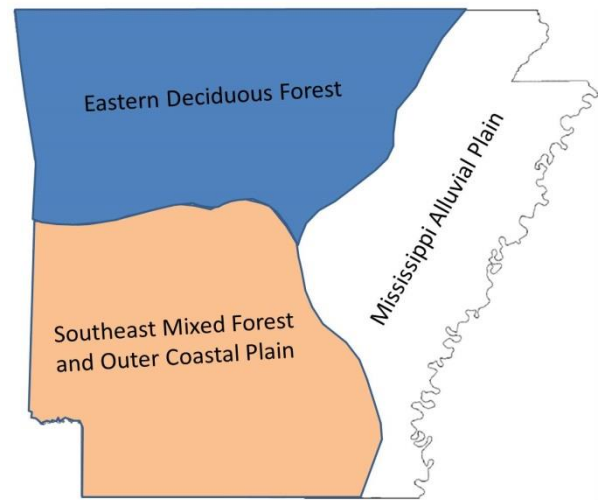 Eastern Deciduous Forest
Mississippi Alluvial Plain
Southeast Mixed Forest
and Outer Coastal Plain